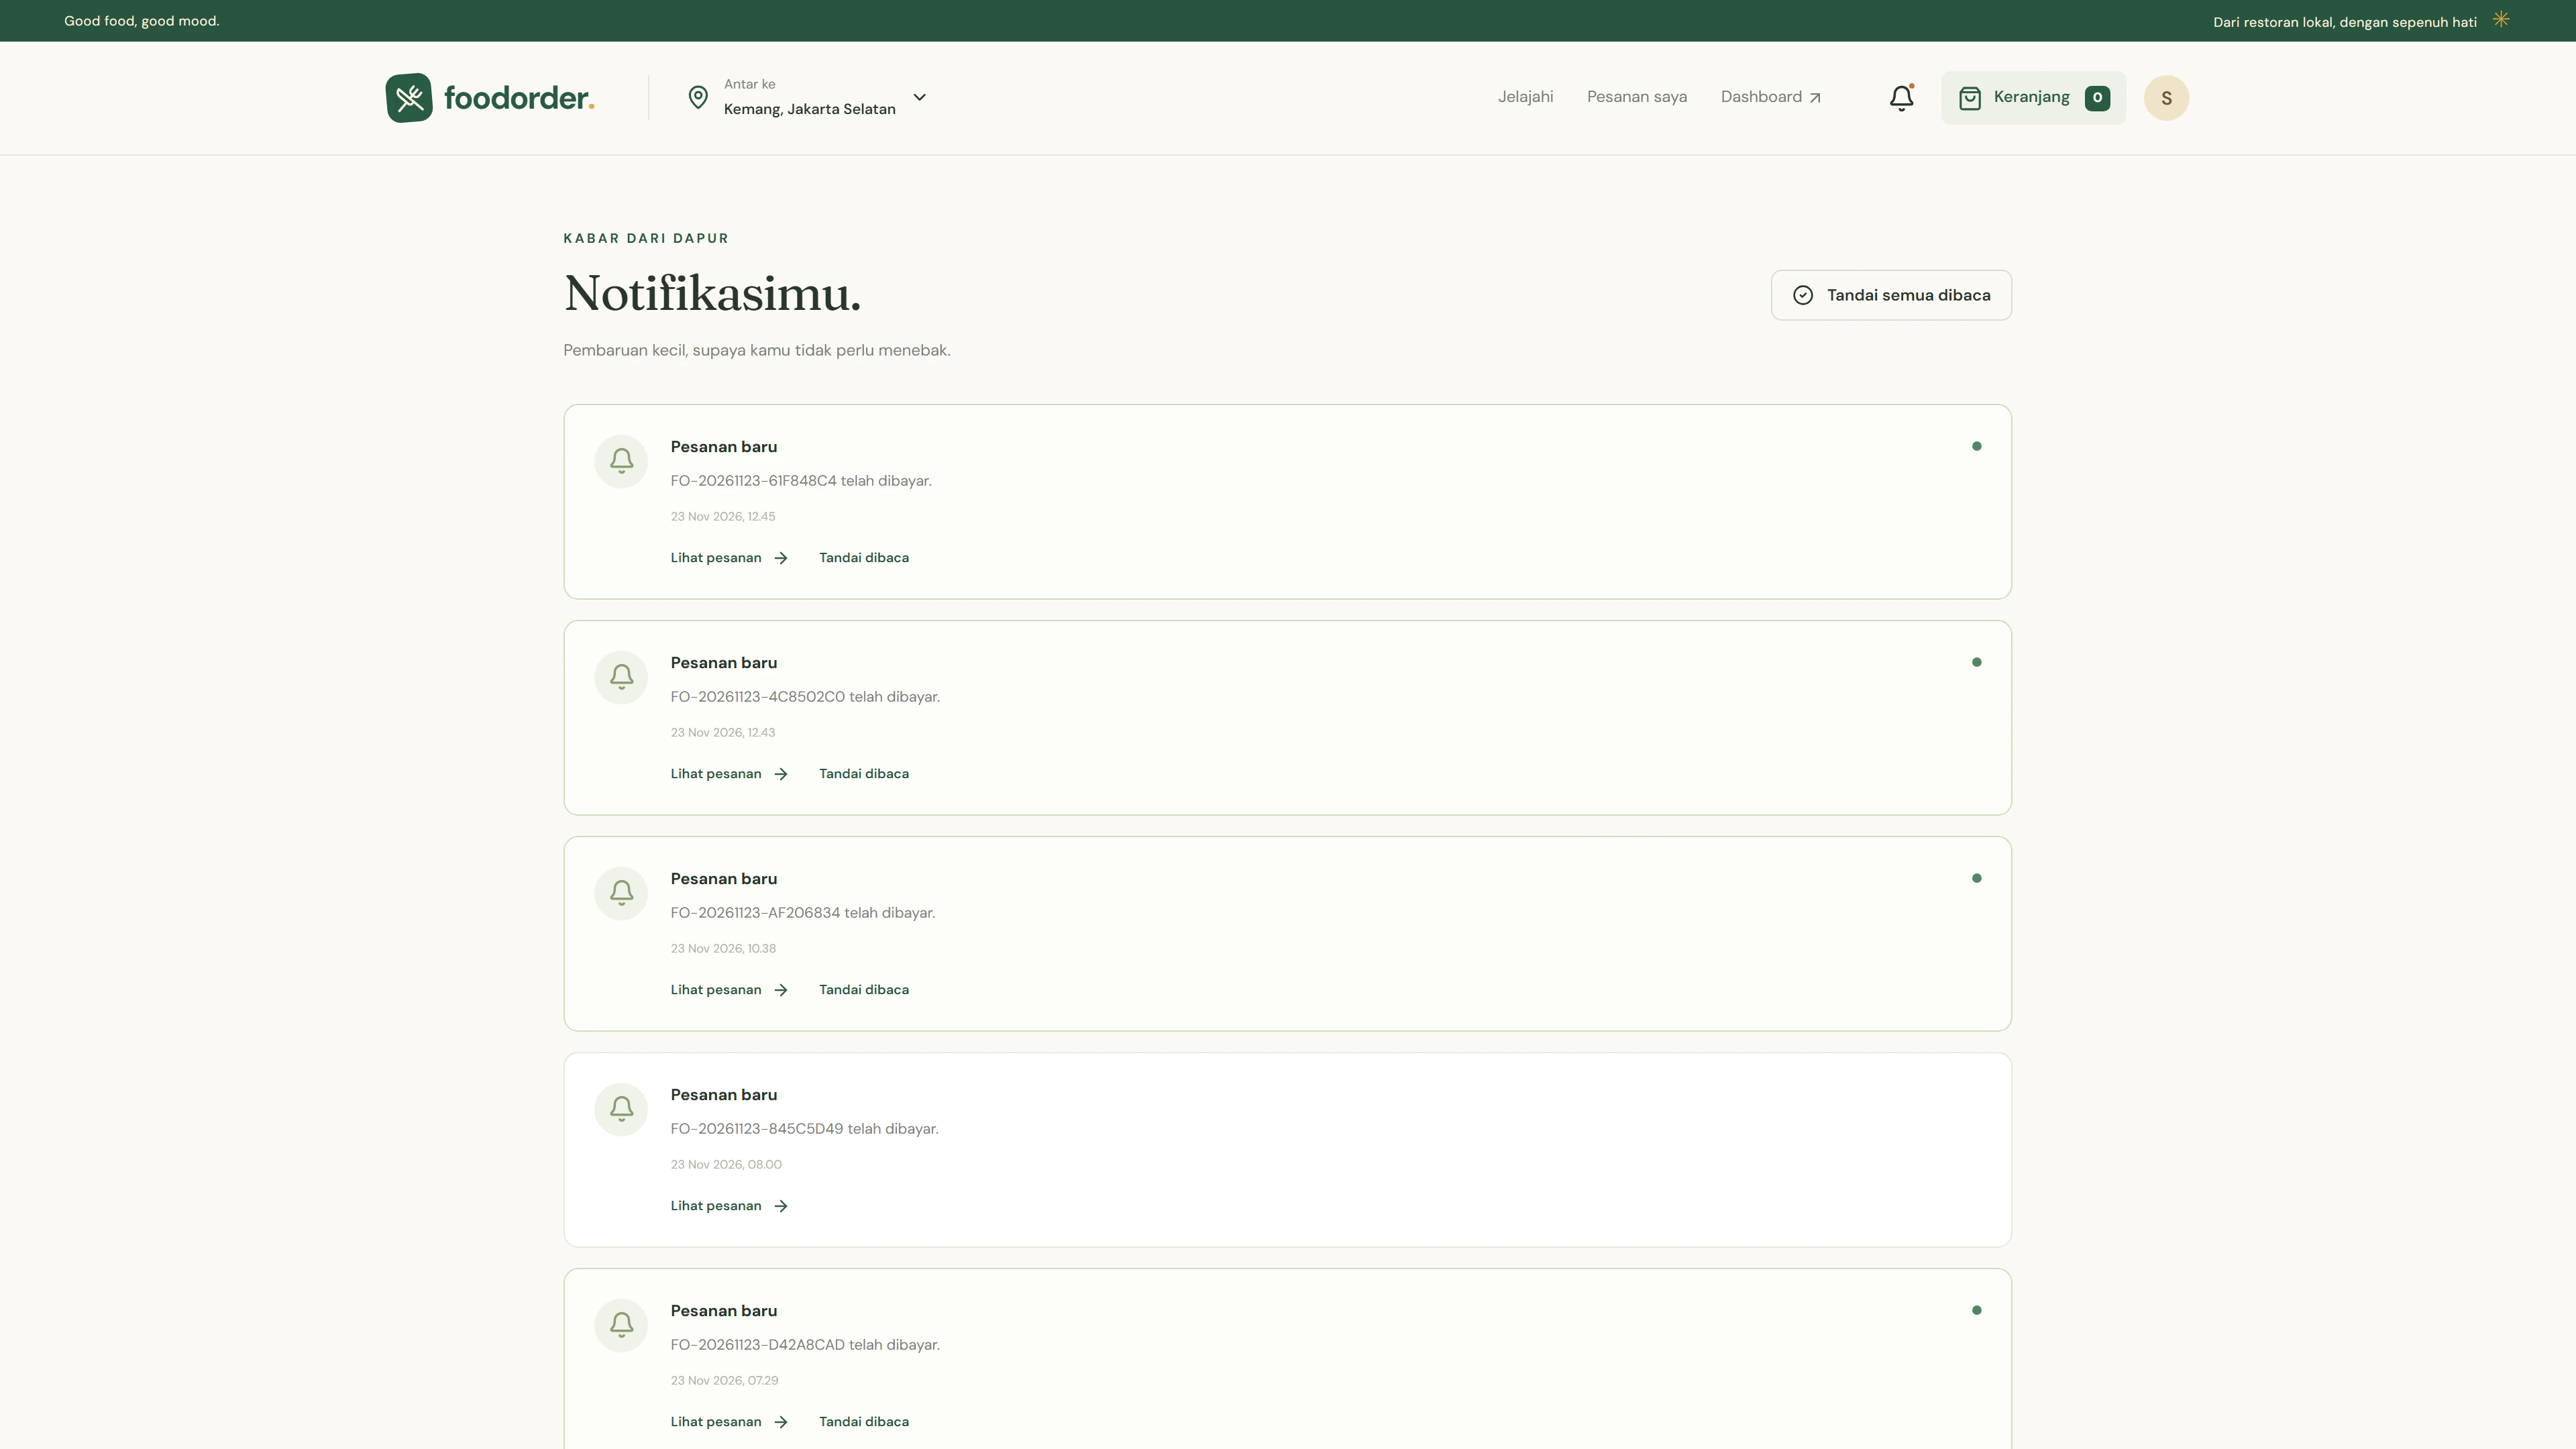 Good food, good mood.
Dari restoran lokal, dengan sepenuh hati
foodorder.
Antar ke
Kemang, Jakarta Selatan
Jelajahi
Pesanan saya
Dashboard
Keranjang
0
S
KABAR DARI DAPUR
Notifikasimu.
Tandai semua dibaca
Pembaruan kecil, supaya kamu tidak perlu menebak.
Pesanan baru
FO-20261123-61F848C4 telah dibayar.
23 Nov 2026, 12.45
Lihat pesanan
Tandai dibaca
Pesanan baru
FO-20261123-4C8502C0 telah dibayar.
23 Nov 2026, 12.43
Lihat pesanan
Tandai dibaca
Pesanan baru
FO-20261123-AF206834 telah dibayar.
23 Nov 2026, 10.38
Lihat pesanan
Tandai dibaca
Pesanan baru
FO-20261123-845C5D49 telah dibayar.
23 Nov 2026, 08.00
Lihat pesanan
Pesanan baru
FO-20261123-D42A8CAD telah dibayar.
23 Nov 2026, 07.29
Lihat pesanan
Tandai dibaca